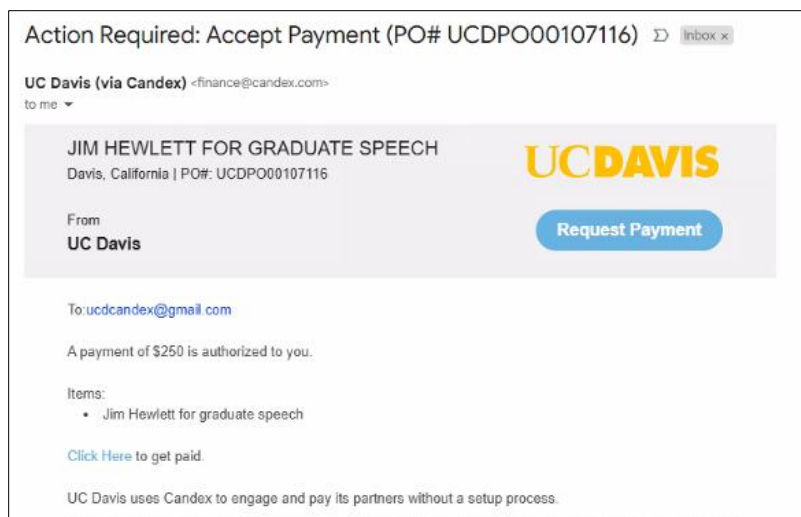 Action Required: Accept Payment (PO# UCDPO00107116) Inbox x
UC Davis (via Candex) <finance@candex.com>
to me
JIM HEWLETT FOR GRADUATE SPEECH
Davis, California | PO#: UCDPO00107116
UCDAVIS
From
UC Davis
Request Payment
To:ucdcandex@gmail.com
A payment of $250 is authorized to you.
Items:
• Jim Hewlett for graduate speech
Click Here to get paid.
UC Davis uses Candex to engage and pay its partners without a setup process.